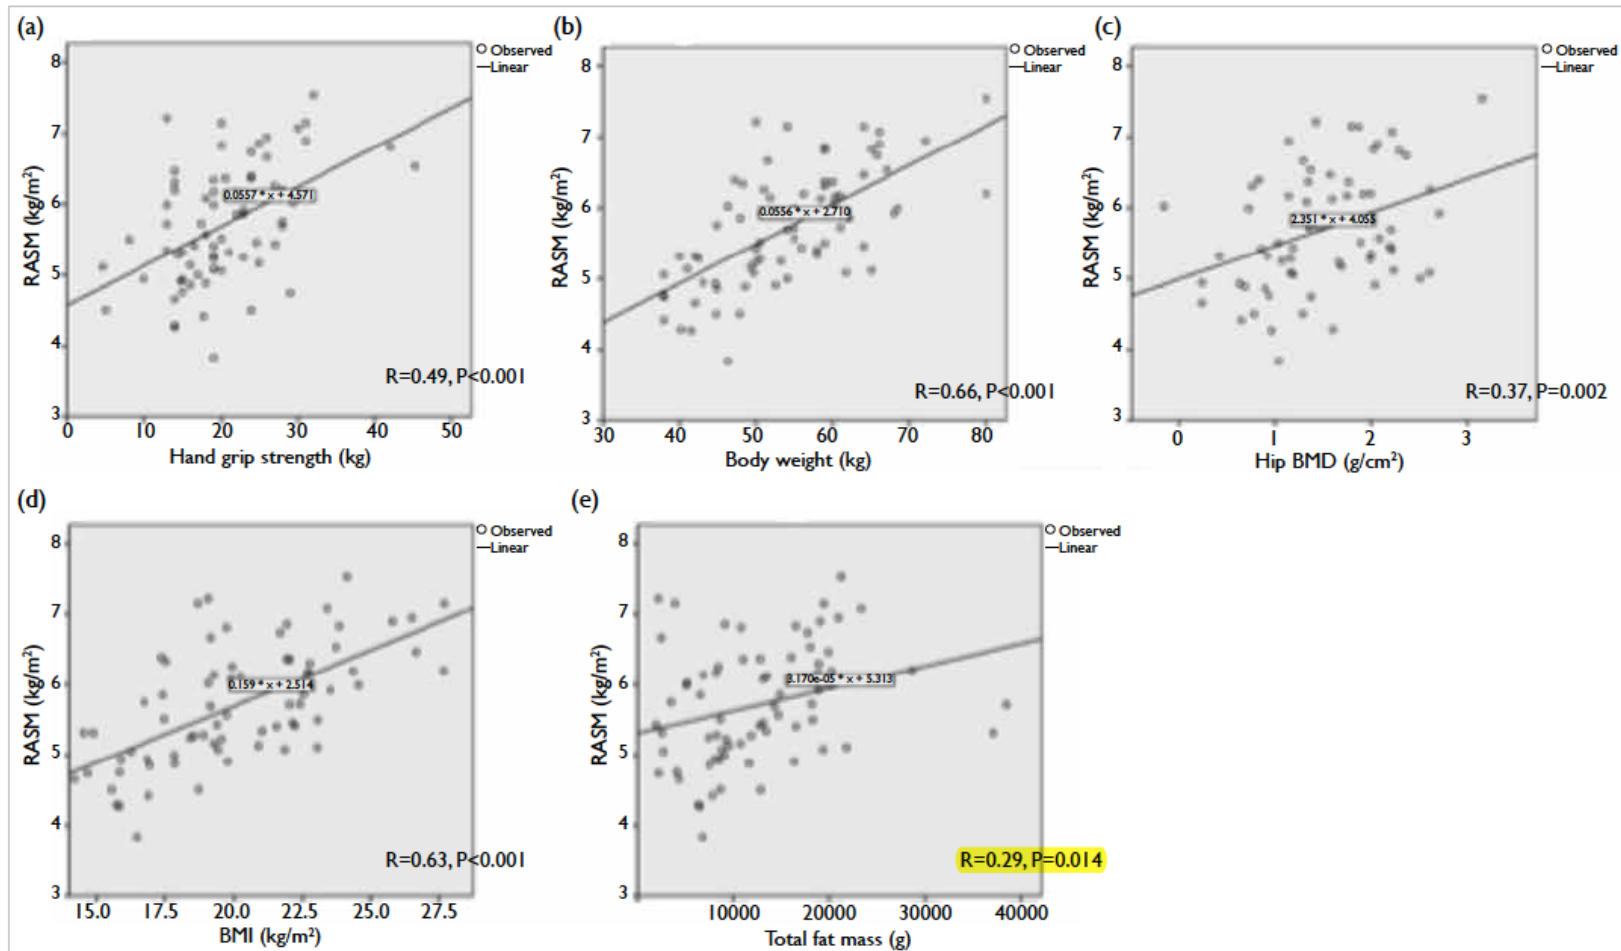 (a)
8
7
6
5
4
3
RASM (kg/m²)
Observed
Linear
0.0557 * x + 4.571
R=0.49, P<0.001
0 10 20 30 40 50
Hand grip strength (kg)
(b)
8
7
6
5
4
3
RASM (kg/m²)
Observed
Linear
0.0556 * x + 2.710
R=0.66, P<0.001
30 40 50 60 70 80
Body weight (kg)
(c)
8
7
6
5
4
3
RASM (kg/m²)
Observed
Linear
2.351 * x + 4.055
R=0.37, P=0.002
0 1 2 3
Hip BMD (g/cm²)
(d)
8
7
6
5
4
3
RASM (kg/m²)
Observed
Linear
0.159 * x + 2.514
R=0.63, P<0.001
15.0 17.5 20.0 22.5 25.0 27.5
BMI (kg/m²)
(e)
8
7
6
5
4
3
RASM (kg/m²)
Observed
Linear
3.170e-05 * x + 5.313
R=0.29, P=0.014
10000 20000 30000 40000
Total fat mass (g)